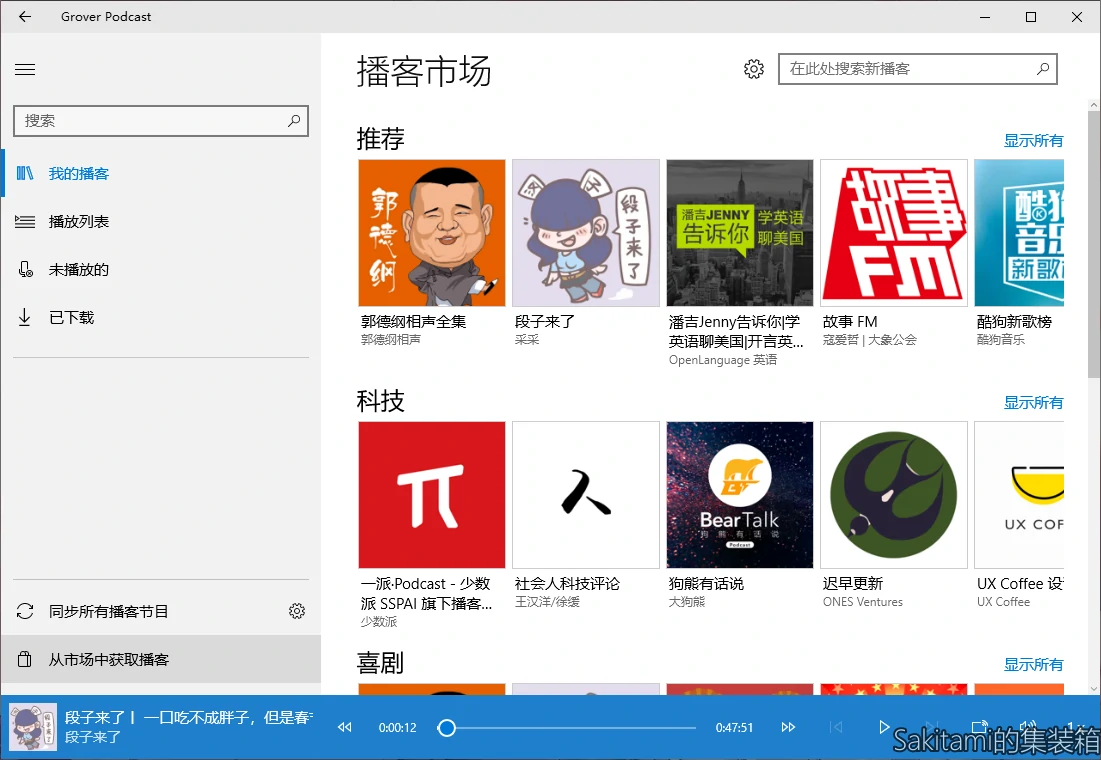 Grover Podcast
播客市场
在此处搜索新播客
搜索
我的播客
播放列表
未播放的
已下载
同步所有播客节目
从市场中获取播客
推荐
显示所有
郭德纲
段子
段子来了
潘吉JENNY
告诉你
学英语
聊美国
故事
FM
酷狗
音乐
新歌
郭德纲相声全集
郭德纲相声
段子来了
采采
潘吉Jenny告诉你|学
英语聊美国|开言英...
OpenLanguage 英语
故事 FM
寇爱哲 | 大象公会
酷狗新歌榜
酷狗音乐
科技
显示所有
人
BearTalk
狗熊有话说
Podcast
UX COF
一派·Podcast - 少数
派 SSPAI 旗下播客...
少数派
社会人科技评论
王汉洋/徐缓
狗熊有话说
大狗熊
迟早更新
ONES Ventures
UX Coffee 设
UX Coffee
喜剧
显示所有
段子来了丨 一口吃不成胖子，但是春
段子来了
0:00:12
0:47:51
1x
Sakitami的集装箱